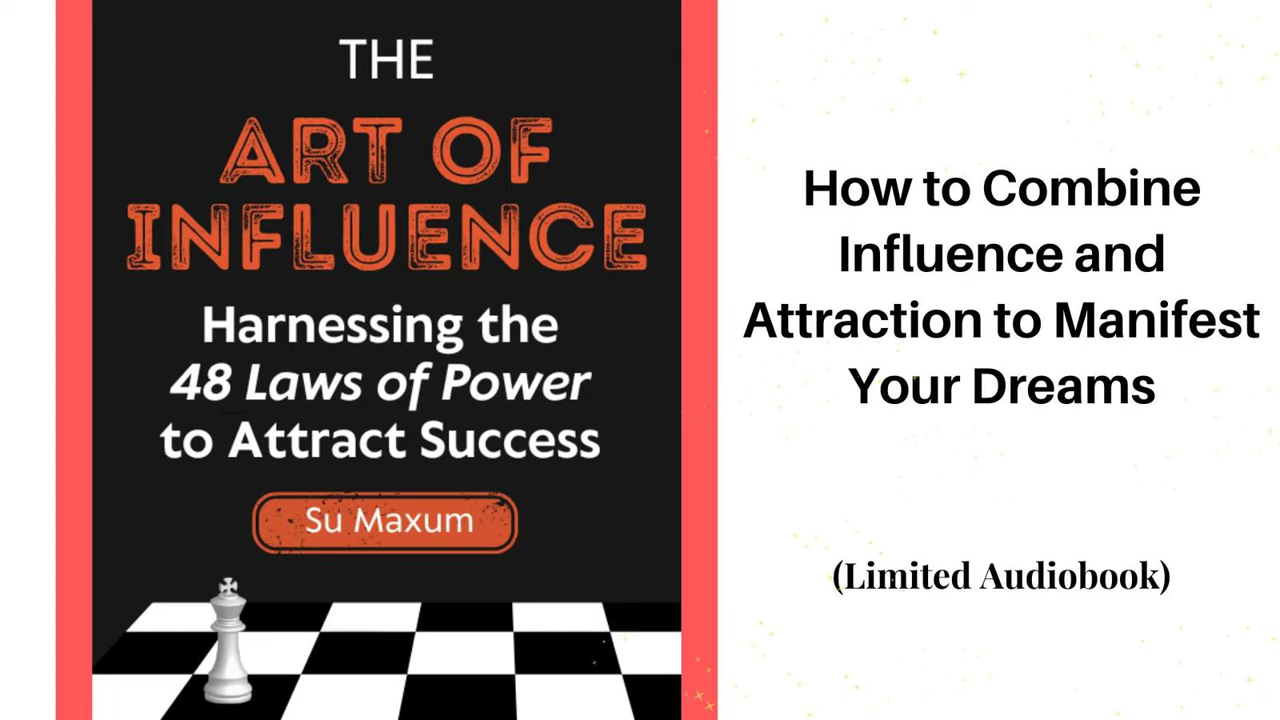 THE
ART OF
INFLUENCE
Harnessing the
48 Laws of Power
to Attract Success
Su Maxum
How to Combine
Influence and
Attraction to Manifest
Your Dreams
(Limited Audiobook)